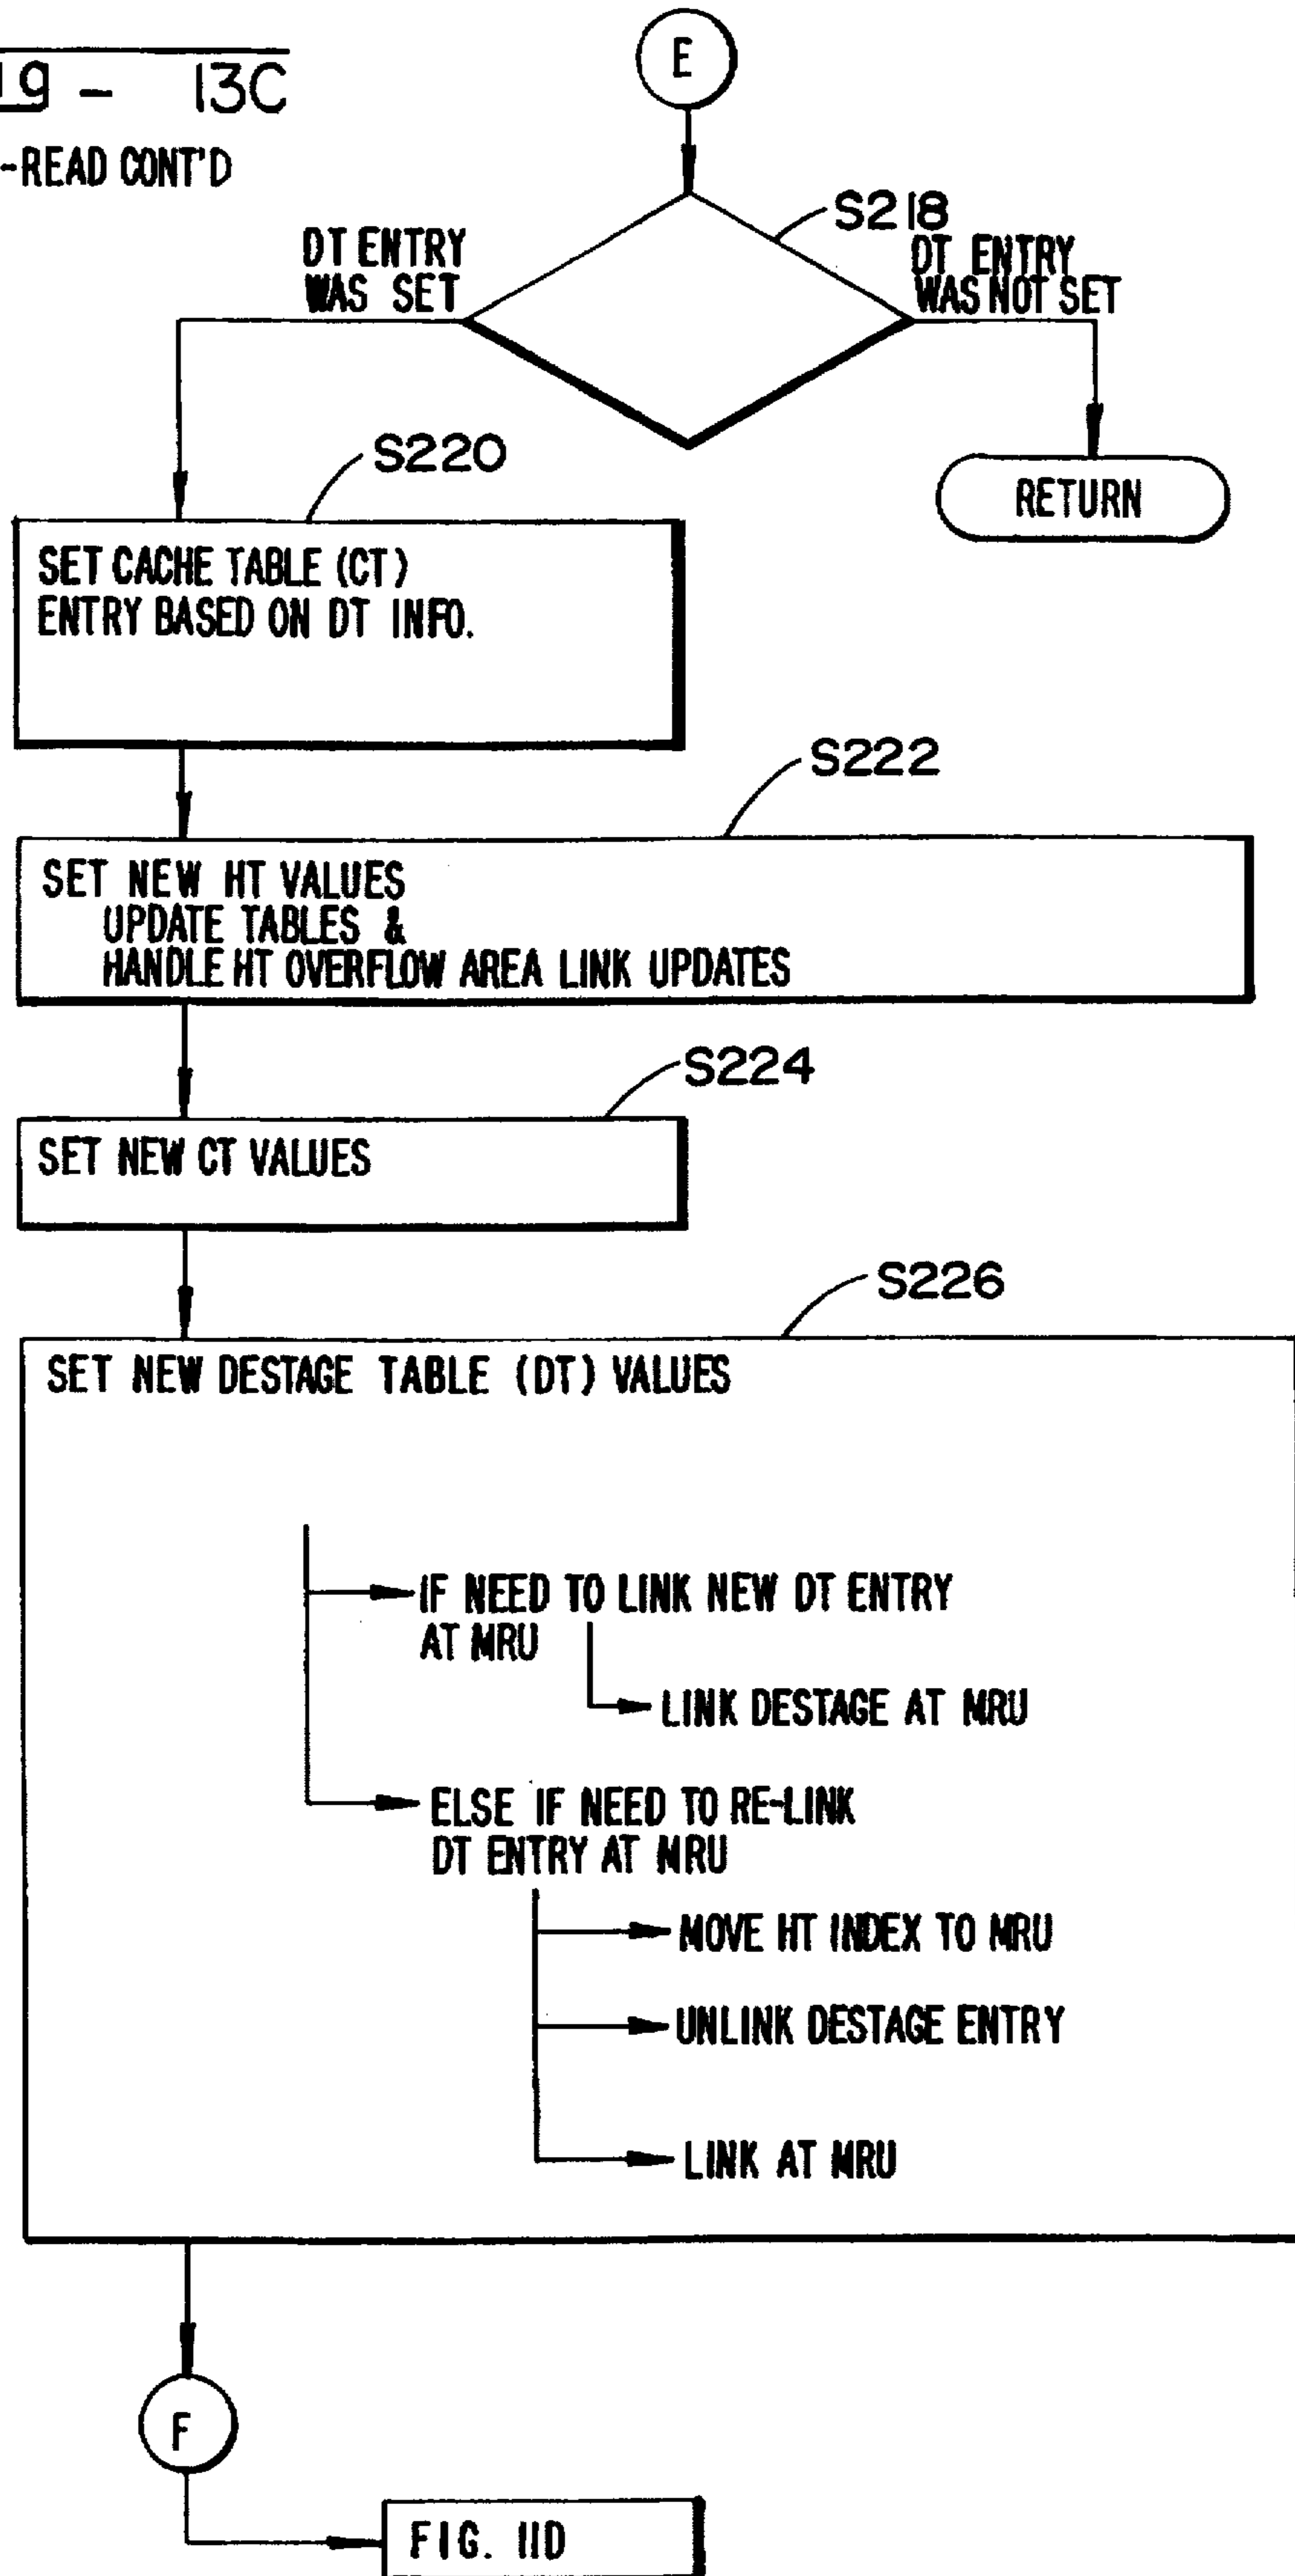 E
ig - 13C
-READ CONT'D
S218
DT ENTRY
WAS SET
DT ENTRY
WAS NOT SET
RETURN
S220
SET CACHE TABLE (CT)
ENTRY BASED ON DT INFO.
S222
SET NEW HT VALUES
UPDATE TABLES &
HANDLE HT OVERFLOW AREA LINK UPDATES
S224
SET NEW CT VALUES
S226
SET NEW DESTAGE TABLE (DT) VALUES
IF NEED TO LINK NEW DT ENTRY
AT MRU
LINK DESTAGE AT MRU
ELSE IF NEED TO RE-LINK
DT ENTRY AT MRU
MOVE HT INDEX TO MRU
UNLINK DESTAGE ENTRY
LINK AT MRU
F
FIG. 11D